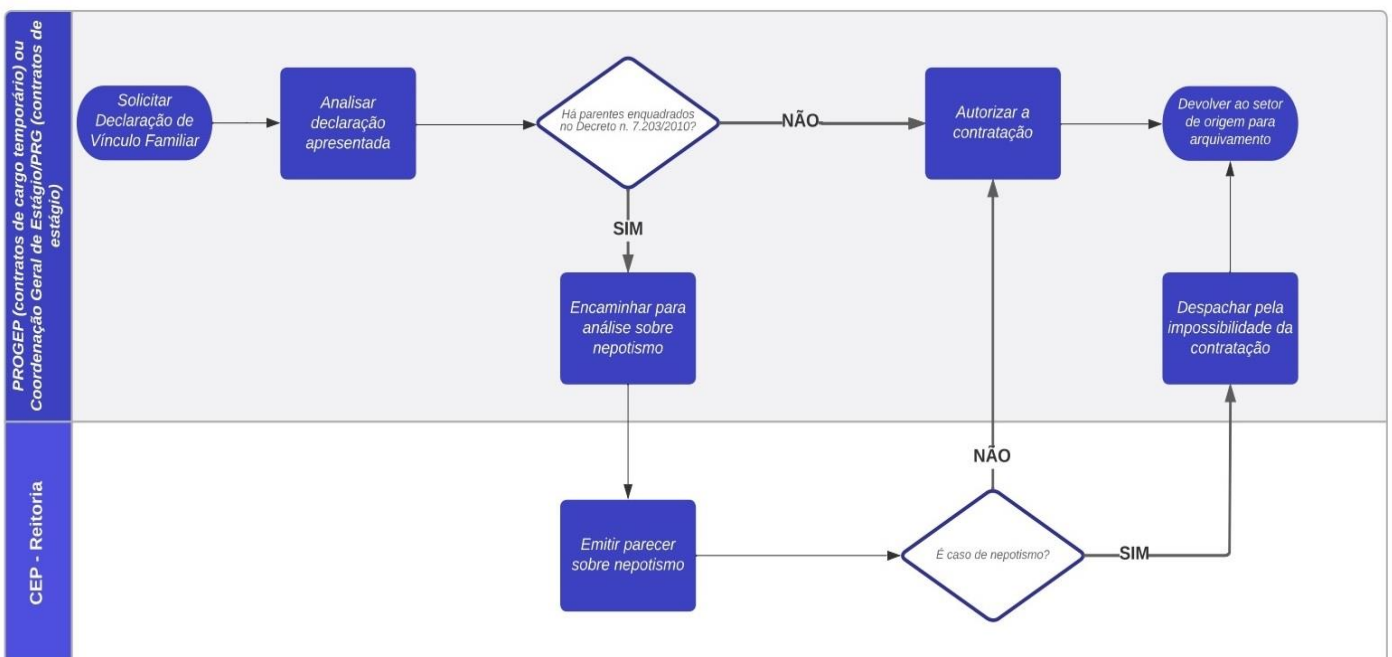 PROGEP (contratos de cargo temporário) ou
Coordenação Geral de Estágio/PRG (contratos de
estágio)
Solicitar
Declaração de
Vínculo Familiar
Analisar
declaração
apresentada
Há parentes enquadrados
no Decreto n. 7.203/2010?
NÃO
Autorizar a
contratação
Devolver ao setor
de origem para
arquivamento
SIM
Encaminhar para
análise sobre
nepotismo
Despachar pela
impossibilidade da
contratação
CEP - Reitoria
Emitir parecer
sobre nepotismo
É caso de nepotismo?
NÃO
SIM